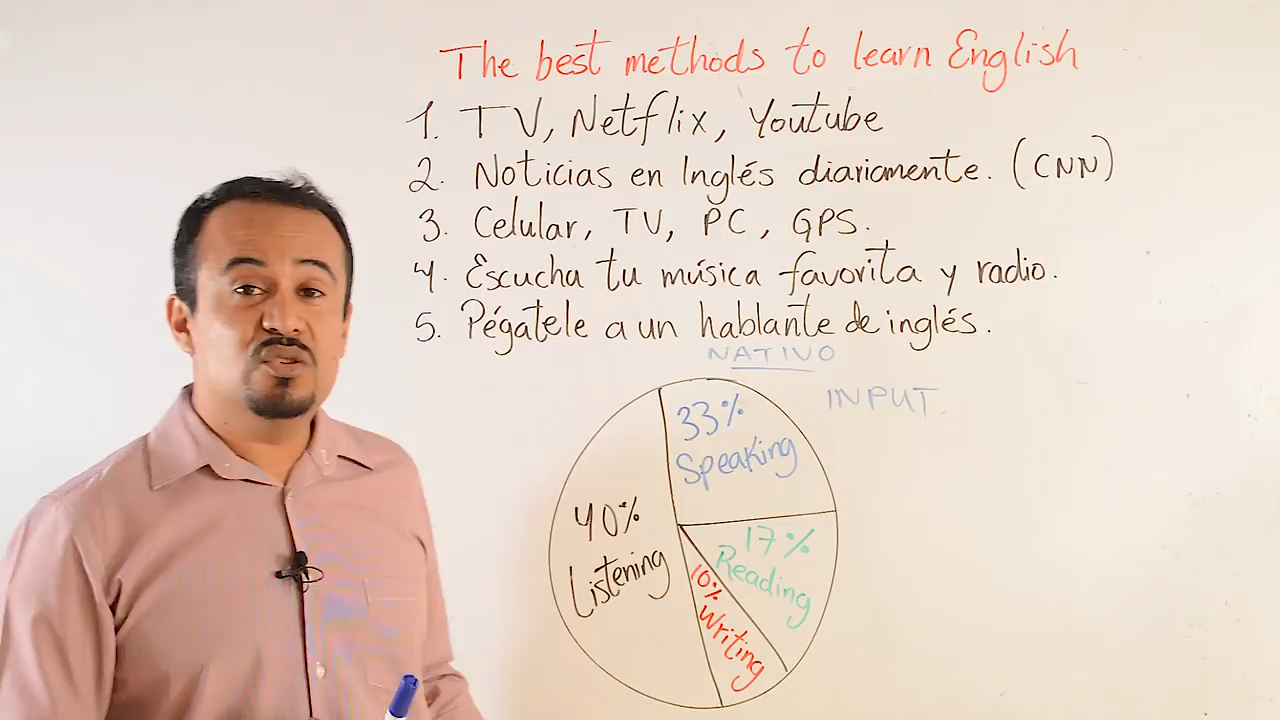 The best methods to learn English
1. TV, Netflix, Youtube
2. Noticias en Inglés diariamente. (CNN)
3. Celular, TV, PC, GPS.
4. Escucha tu música favorita y radio.
5. Pégatele a un hablante de inglés.
NATIVO
INPUT.
33%
Speaking
40%
Listening
17%
Reading
10%
Writing